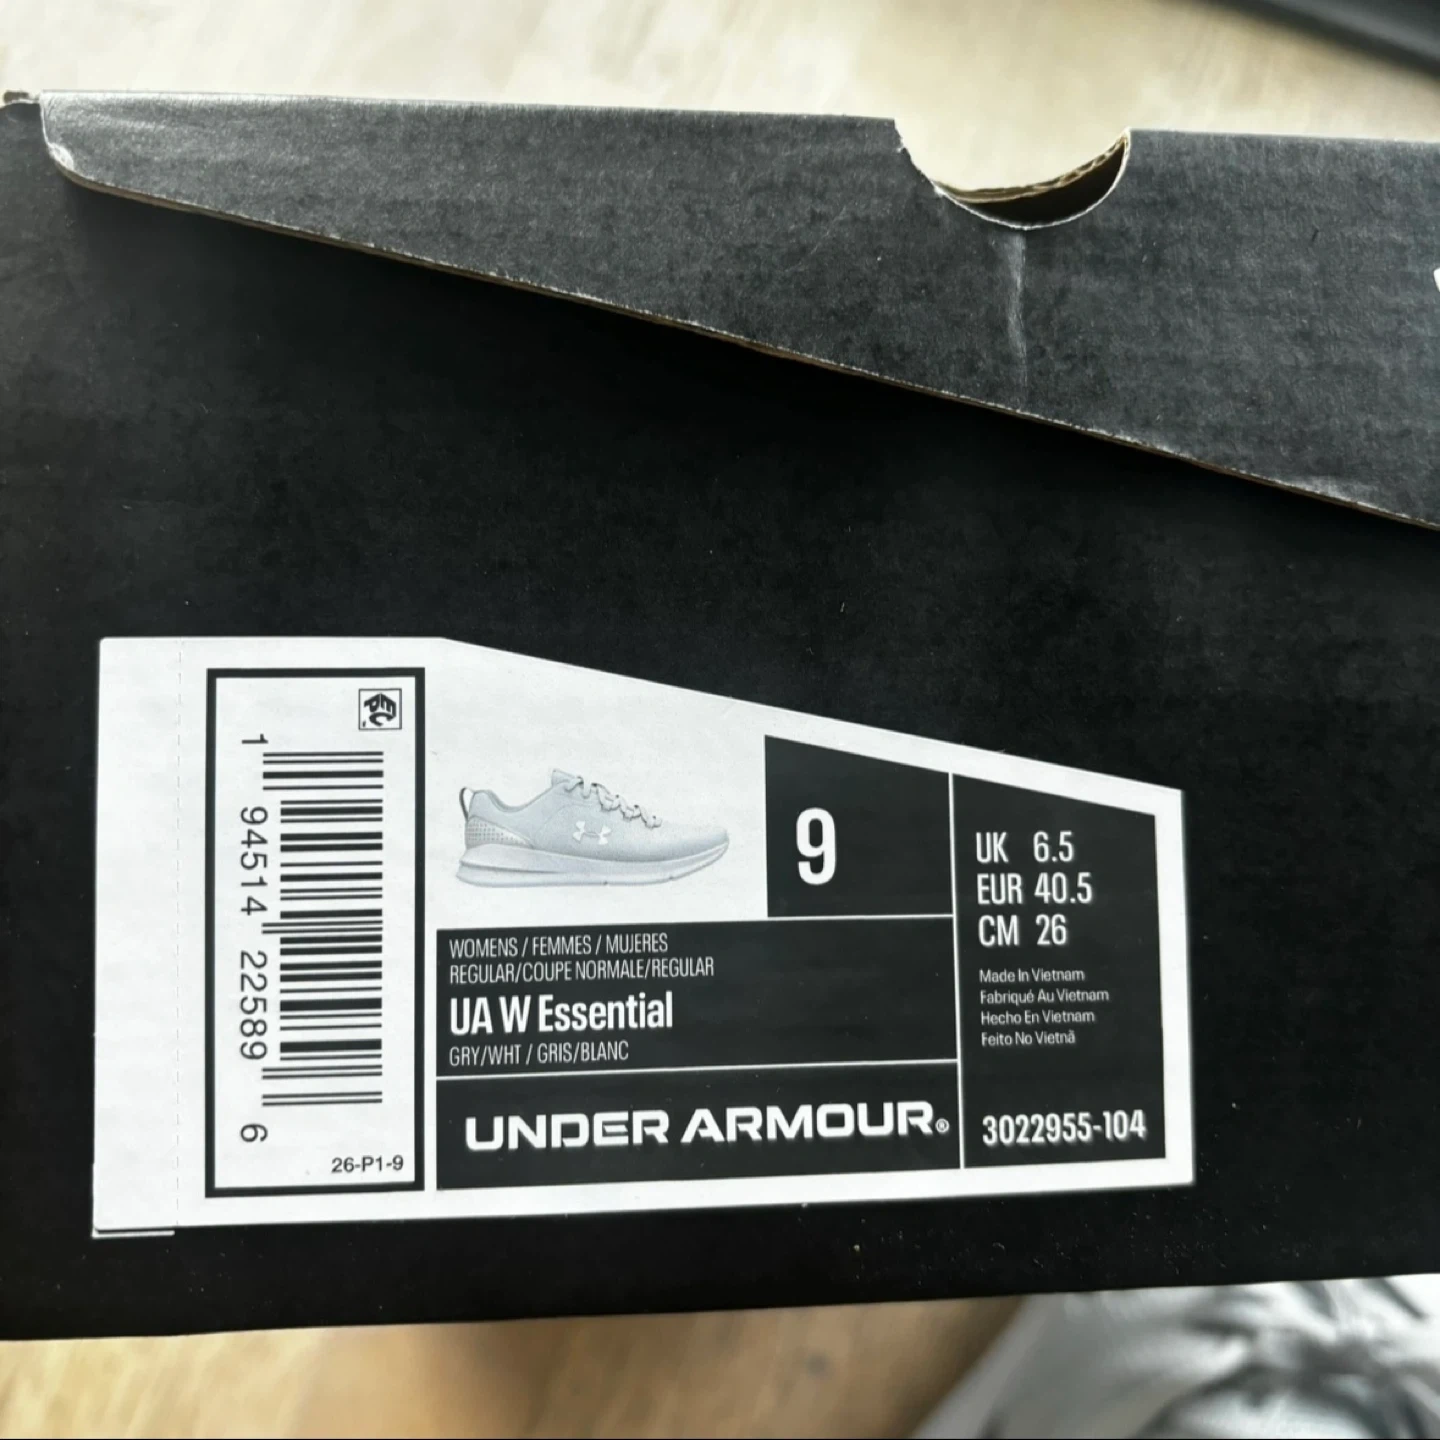 1 94514 22589 6
26-P1-9
9
WOMENS / FEMMES / MUJERES
REGULAR/COUPE NORMALE/REGULAR
UA W Essential
GRY/WHT / GRIS/BLANC
UNDER ARMOUR®
UK 6.5
EUR 40.5
CM 26
Made In Vietnam
Fabriqué Au Vietnam
Hecho En Vietnam
Feito No Vietnã
3022955-104